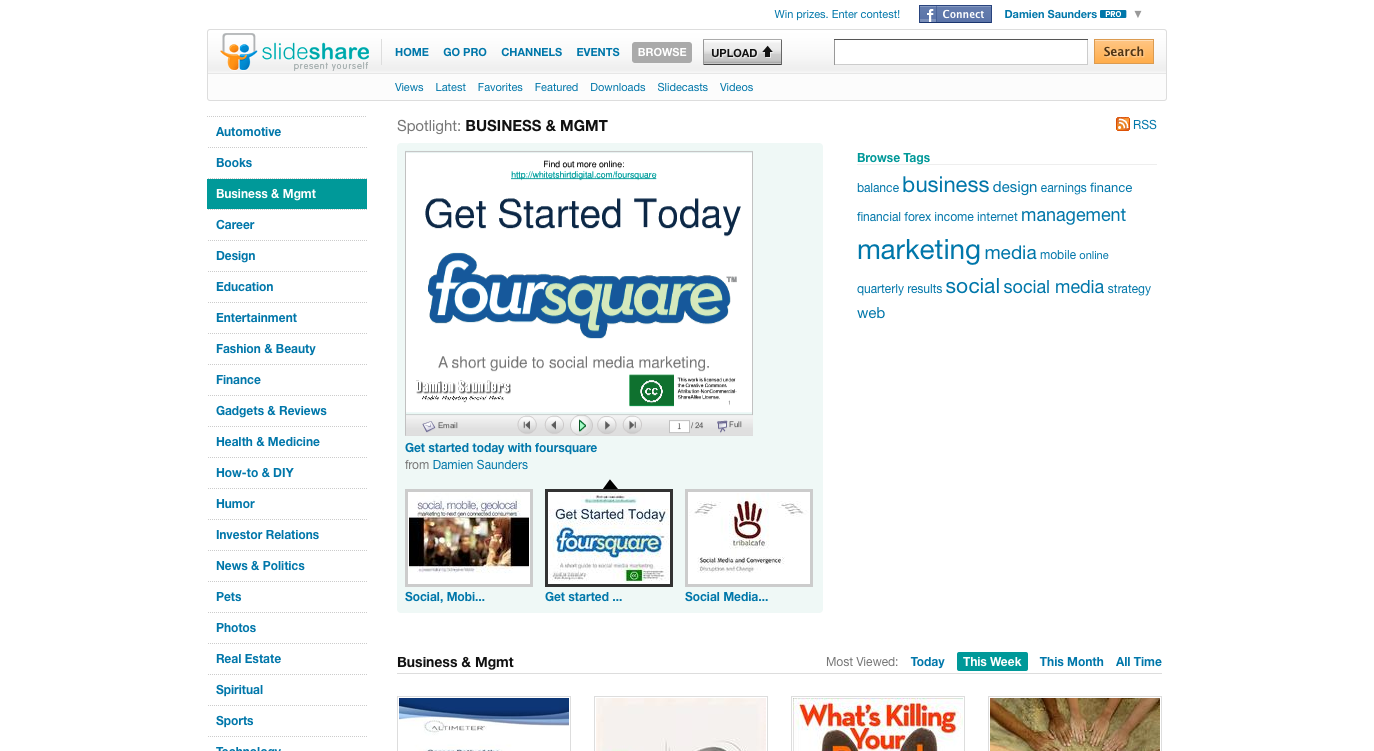 Win prizes. Enter contest!
f Connect
Damien Saunders PRO
slideshare
present yourself
HOME GO PRO CHANNELS EVENTS BROWSE UPLOAD
Search
Views Latest Favorites Featured Downloads Slidecasts Videos
Automotive
Books
Business & Mgmt
Career
Design
Education
Entertainment
Fashion & Beauty
Finance
Gadgets & Reviews
Health & Medicine
How-to & DIY
Humor
Investor Relations
News & Politics
Pets
Photos
Real Estate
Spiritual
Sports
Technology
Spotlight: BUSINESS & MGMT
RSS
Find out more online:
http://whitetshirtdigital.com/foursquare
Get Started Today
foursquare™
A short guide to social media marketing.
Damien Saunders
Mobile Marketing Social Media
cc
This work is licensed under
the Creative Commons
Attribution-NonCommercial-
ShareAlike License.
1
Email
1 / 24
Full
Get started today with foursquare
from Damien Saunders
social, mobile, geolocal
marketing to next gen connected consumers
Social, Mobi...
Get Started Today
foursquare
A short guide to social media marketing
cc
Get started ...
tribalcafe
Social Media and Convergence
Disruption and Change
Social Media...
Browse Tags
balance business design earnings finance
financial forex income internet management
marketing media mobile online
quarterly results social social media strategy
web
Business & Mgmt
Most Viewed: Today This Week This Month All Time
ALTIMETER
What's Killing
Your